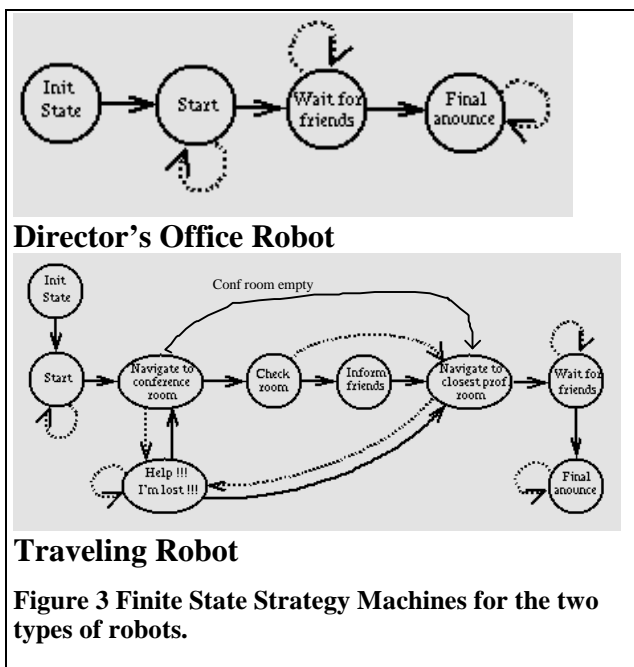 Init
State
Start
Wait for
friends
Final
anounce
Director's Office Robot
Init
State
Conf room empty
Start
Navigate to
conference
room
Check
room
Inform
friends
Navigate to
closest prof.
room
Wait for
friends
Help !!!
I'm lost !!!
Final
anounce
Traveling Robot
Figure 3 Finite State Strategy Machines for the two
types of robots.